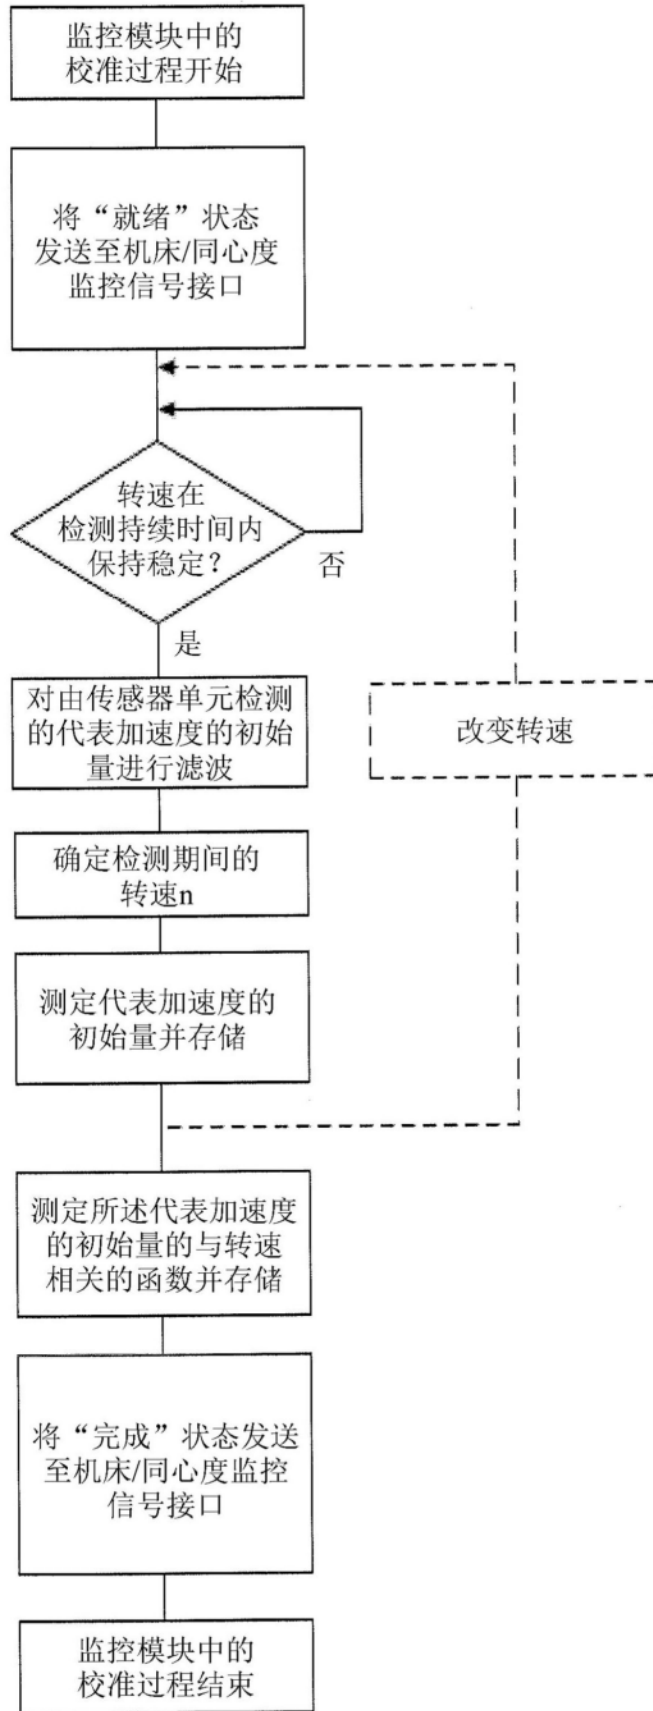 监控模块中的
校准过程开始
将“就绪”状态
发送至机床/同心度
监控信号接口
转速在
检测持续时间内
保持稳定？
否
是
对由传感器单元检测
的代表加速度的初始
量进行滤波
改变转速
确定检测期间的
转速n
测定代表加速度的
初始量并存储
测定所述代表加速度
的初始量的与转速
相关的函数并存储
将“完成”状态发送
至机床/同心度监控
信号接口
监控模块中的
校准过程结束